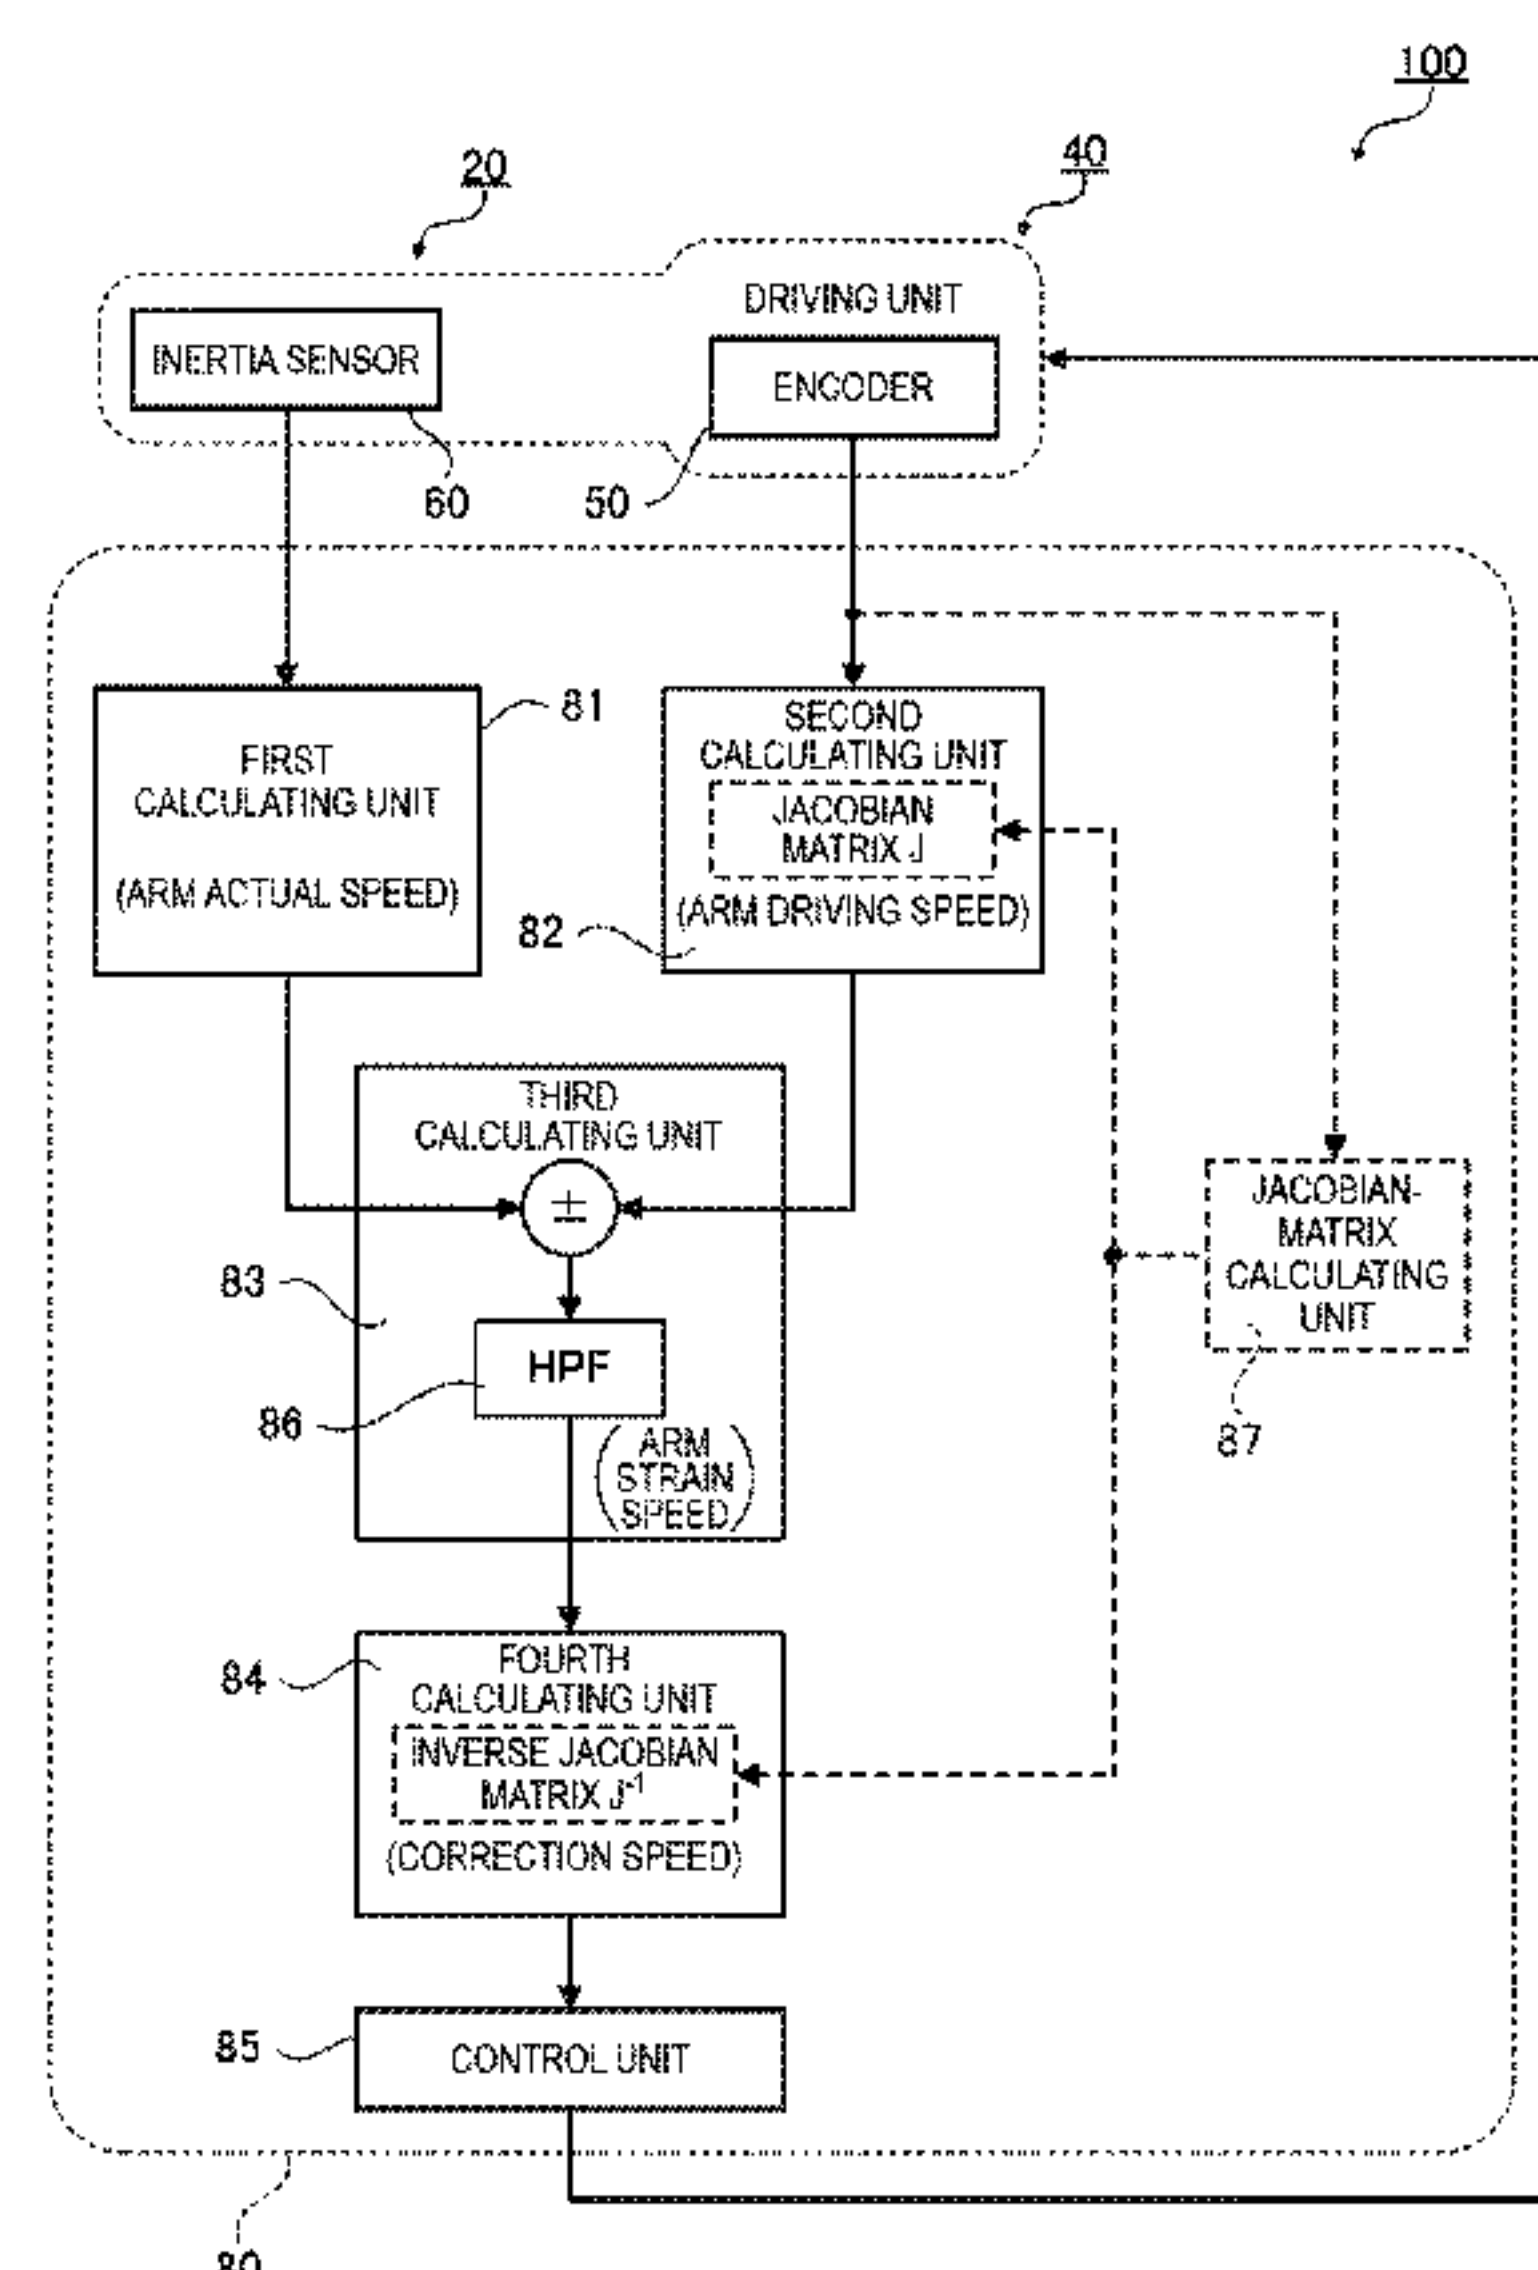 100
20
40
DRIVING UNIT
INERTIA SENSOR
ENCODER
60
50
81
FIRST
CALCULATING UNIT
(ARM ACTUAL SPEED)
SECOND
CALCULATING UNIT
JACOBIAN
MATRIX J
(ARM DRIVING SPEED)
82
THIRD
CALCULATING UNIT
±
83
HPF
86
(ARM
STRAIN
SPEED)
JACOBIAN-
MATRIX
CALCULATING
UNIT
87
84
FOURTH
CALCULATING UNIT
INVERSE JACOBIAN
MATRIX J⁻¹
(CORRECTION SPEED)
85
CONTROL UNIT
80